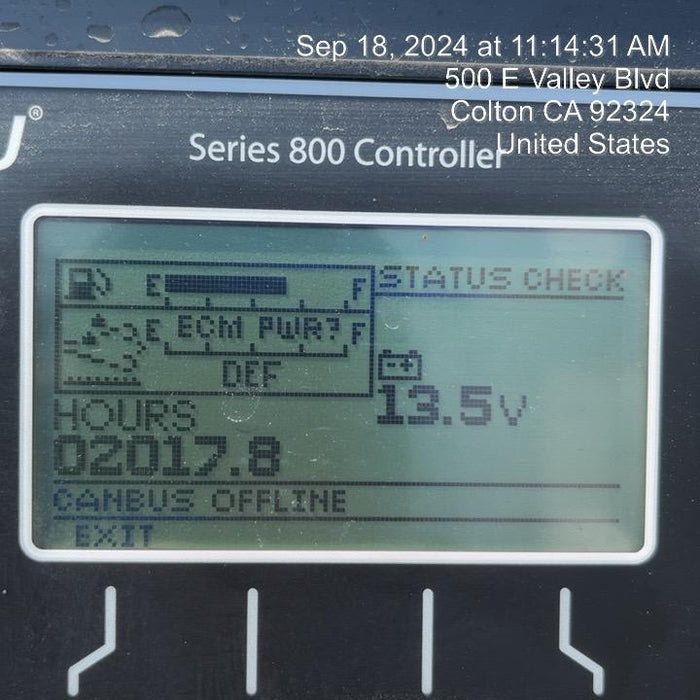 Sep 18, 2024 at 11:14:31 AM
500 E Valley Blvd
Colton CA 92324
United States
®
Series 800 Controller
E F
STATUS CHECK
E ECM PWR? F
DEF
13.5V
HOURS
02017.8
CANBUS OFFLINE
EXIT